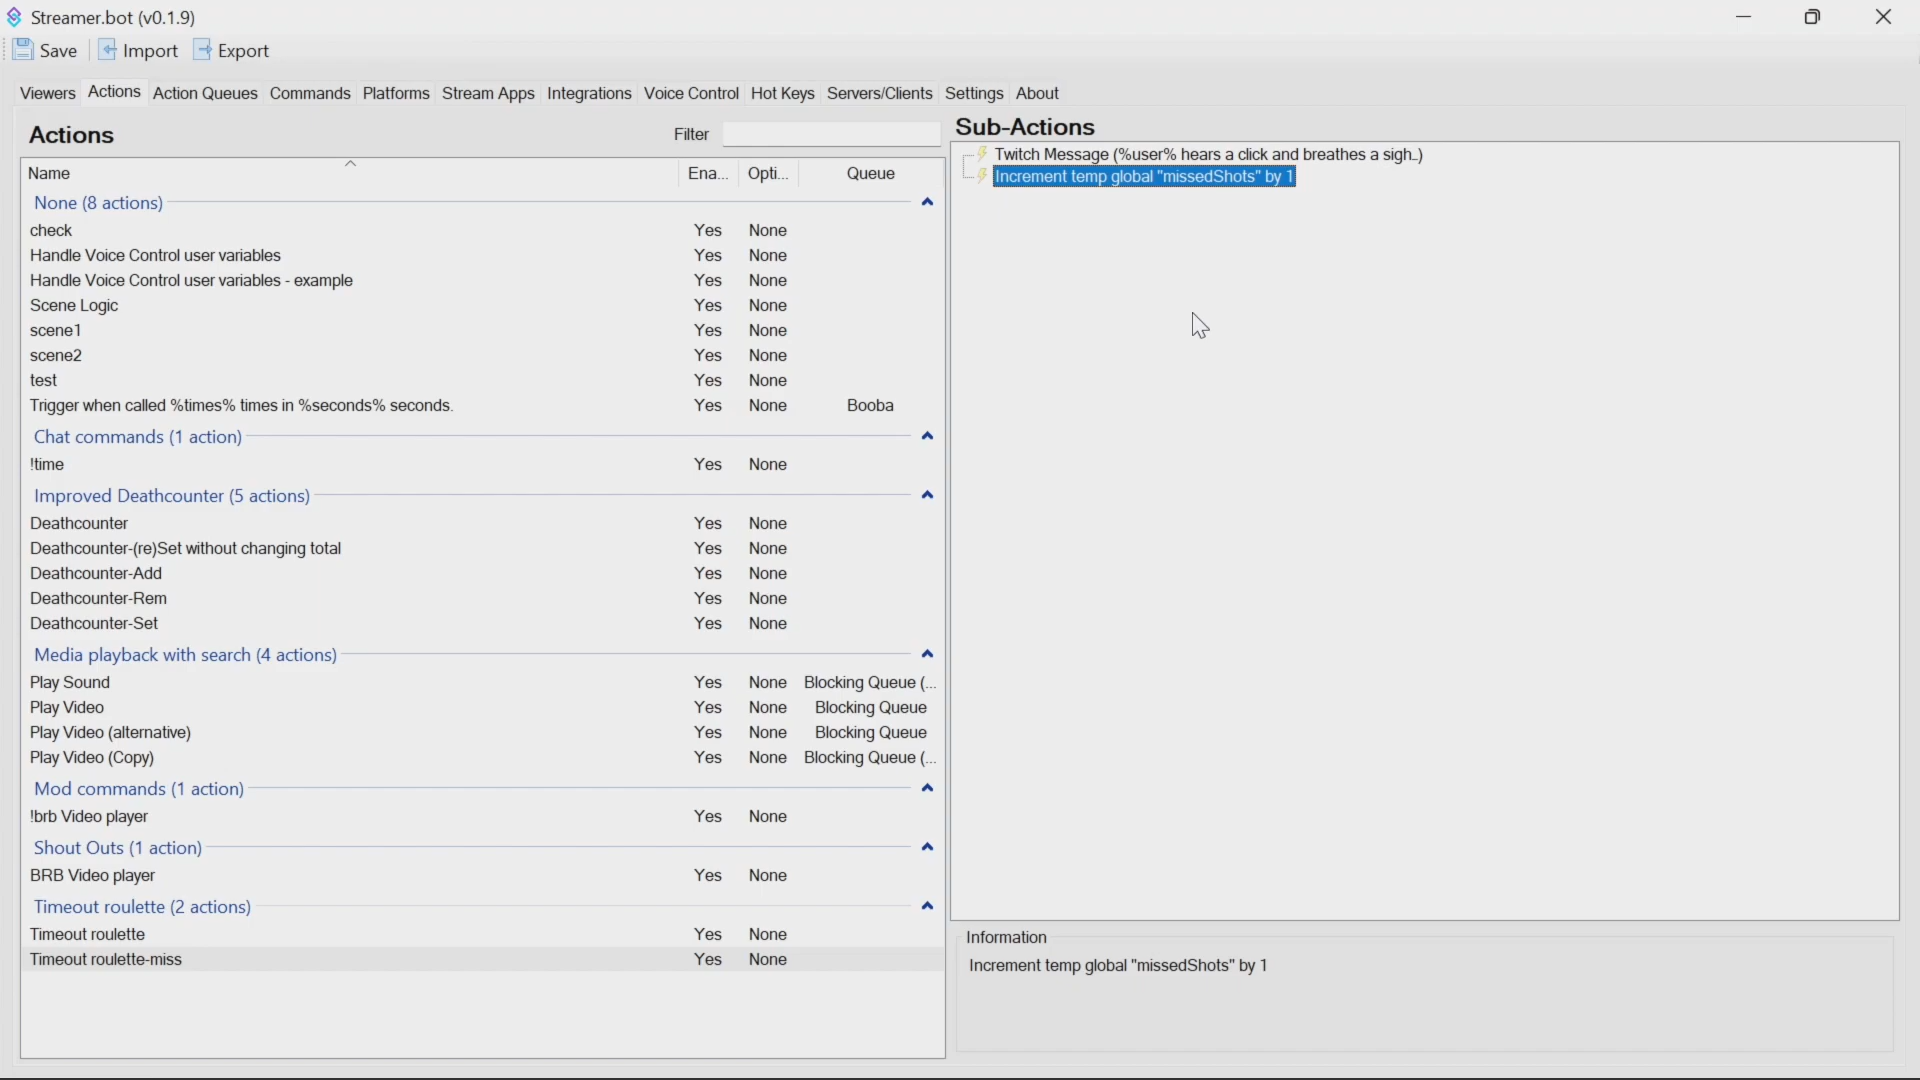 Streamer.bot (v0.1.9)
Save Import Export
Viewers Actions Action Queues Commands Platforms Stream Apps Integrations Voice Control Hot Keys Servers/Clients Settings About
Actions Filter
Name Ena... Opti... Queue
None (8 actions)
check Yes None
Handle Voice Control user variables Yes None
Handle Voice Control user variables - example Yes None
Scene Logic Yes None
scene1 Yes None
scene2 Yes None
test Yes None
Trigger when called %times% times in %seconds% seconds. Yes None Booba
Chat commands (1 action)
!time Yes None
Improved Deathcounter (5 actions)
Deathcounter Yes None
Deathcounter-(re)Set without changing total Yes None
Deathcounter-Add Yes None
Deathcounter-Rem Yes None
Deathcounter-Set Yes None
Media playback with search (4 actions)
Play Sound Yes None Blocking Queue (...
Play Video Yes None Blocking Queue
Play Video (alternative) Yes None Blocking Queue
Play Video (Copy) Yes None Blocking Queue (...
Mod commands (1 action)
!brb Video player Yes None
Shout Outs (1 action)
BRB Video player Yes None
Timeout roulette (2 actions)
Timeout roulette Yes None
Timeout roulette-miss Yes None
Sub-Actions
Twitch Message (%user% hears a click and breathes a sigh..)
Increment temp global "missedShots" by 1
Information
Increment temp global "missedShots" by 1